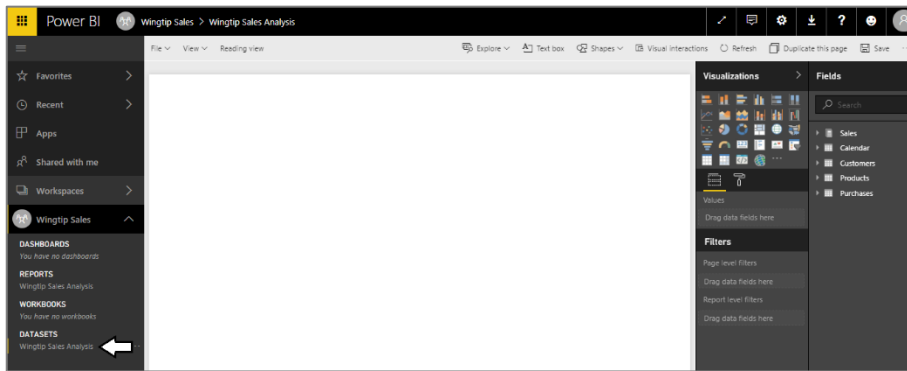 Power BI Wingtip Sales > Wingtip Sales Analysis ?
File View Reading view Explore Text box Shapes Visual Interactions Refresh Duplicate this page Save
Favorites
Recent
Apps
Shared with me
Workspaces
Wingtip Sales
DASHBOARDS
You have no dashboards
REPORTS
Wingtip Sales Analysis
WORKBOOKS
You have no workbooks
DATASETS
Wingtip Sales Analysis
Visualizations
Values
Drag data fields here
Filters
Page level filters
Drag data fields here
Report level filters
Drag data fields here
Fields
Search
Sales
Calendar
Customers
Products
Purchases